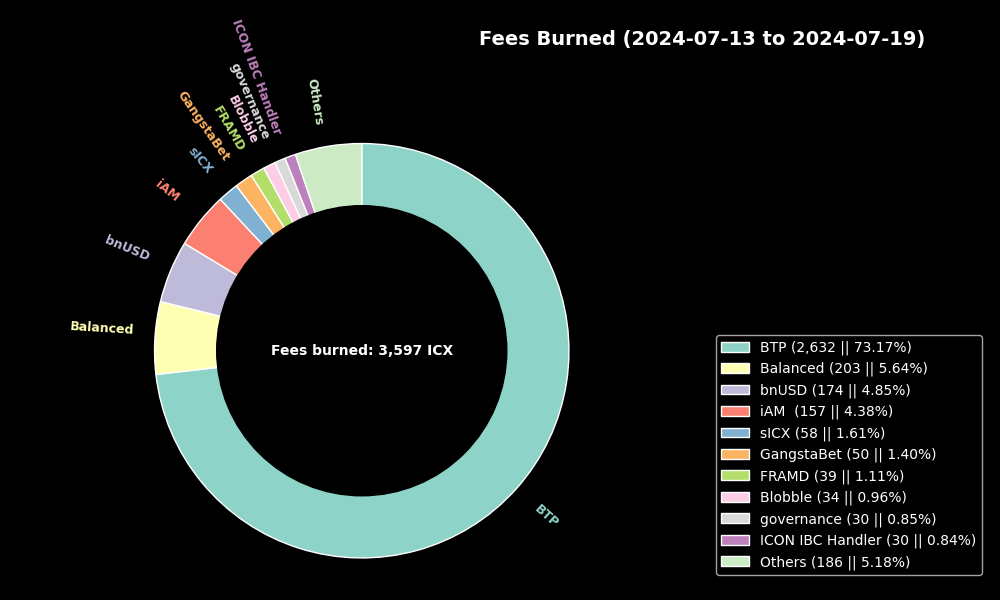 Fees Burned (2024-07-13 to 2024-07-19)
ICON IBC Handler
governance
Blobble
FRAMD
GangstaBet
sICX
iAM
bnUSD
Balanced
Others
BTP
Fees burned: 3,597 ICX
BTP (2,632 || 73.17%)
Balanced (203 || 5.64%)
bnUSD (174 || 4.85%)
iAM  (157 || 4.38%)
sICX (58 || 1.61%)
GangstaBet (50 || 1.40%)
FRAMD (39 || 1.11%)
Blobble (34 || 0.96%)
governance (30 || 0.85%)
ICON IBC Handler (30 || 0.84%)
Others (186 || 5.18%)